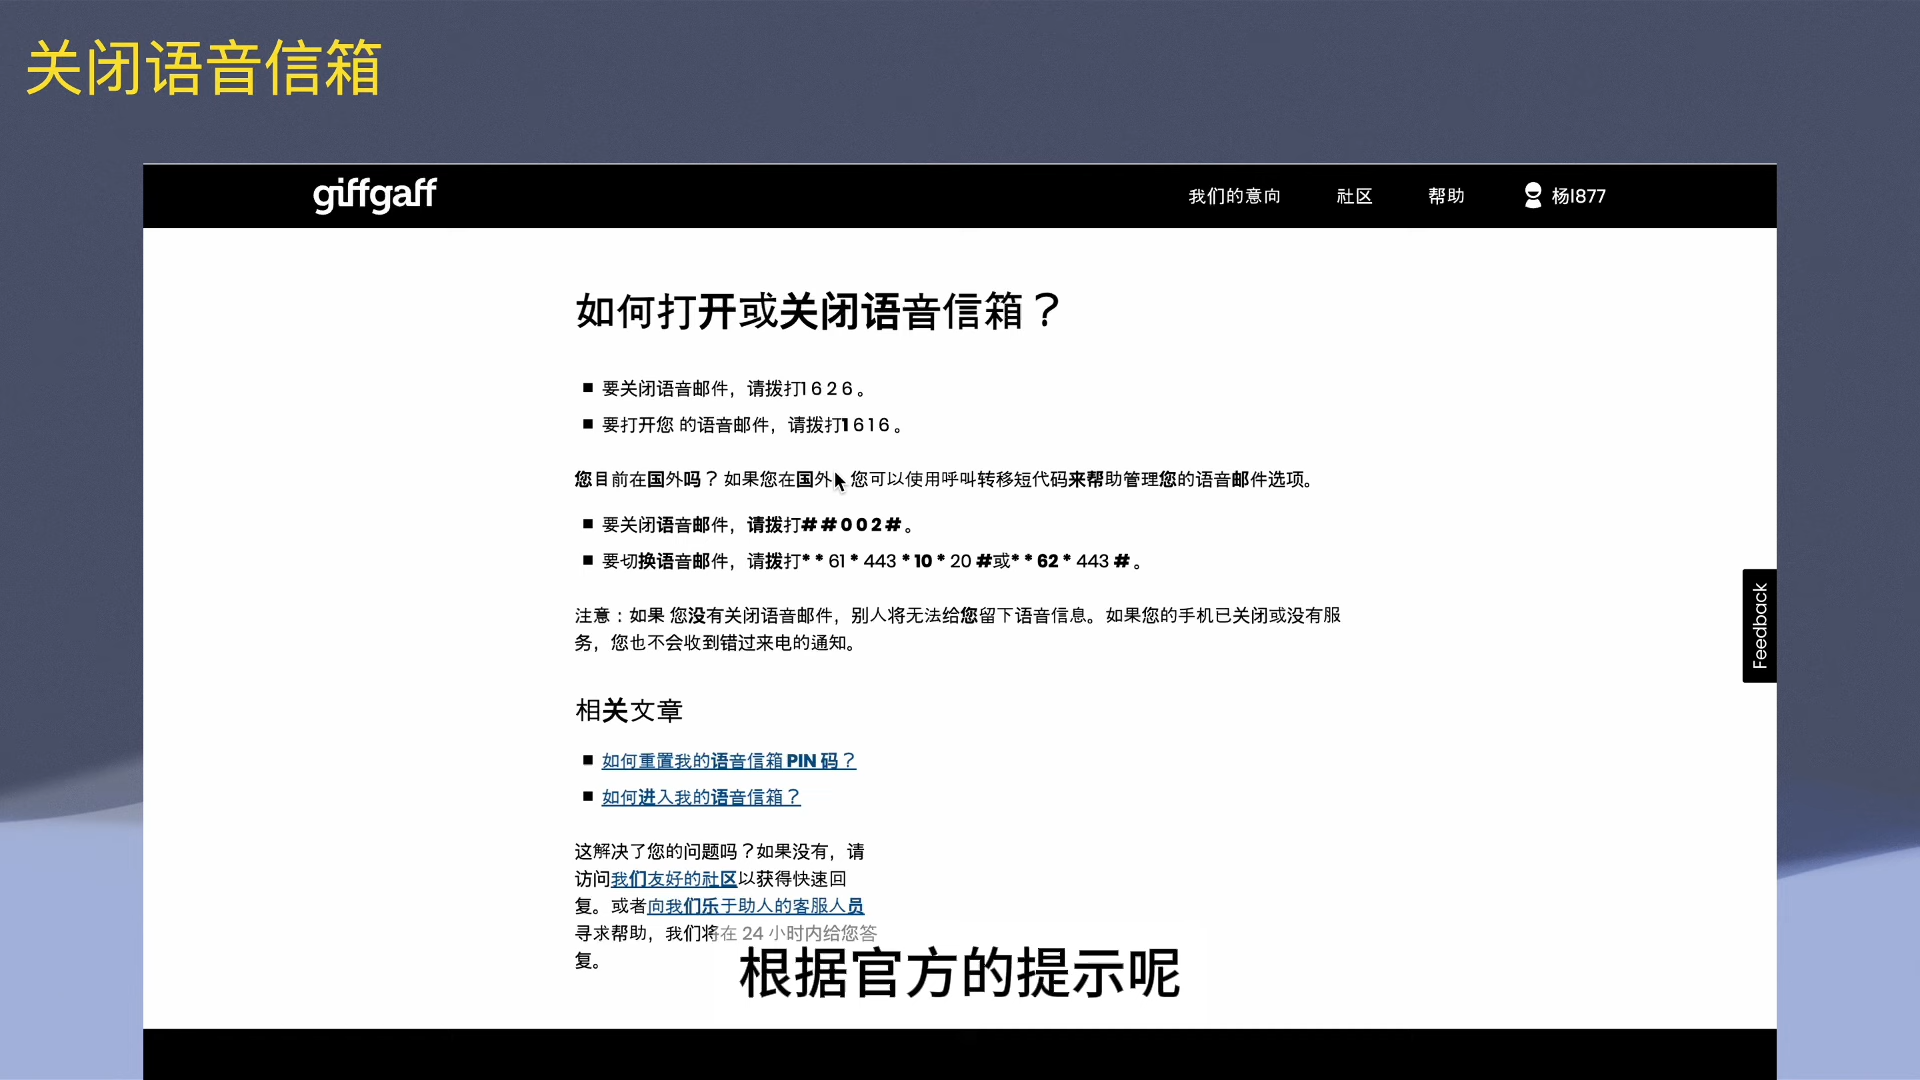 关闭语音信箱
giffgaff
我们的意向 社区 帮助 杨l877
如何打开或关闭语音信箱？
要关闭语音邮件，请拨打1 6 2 6 。
要打开您 的语音邮件，请拨打1 6 1 6 。
您目前在国外吗？如果您在国外 您可以使用呼叫转移短代码来帮助管理您的语音邮件选项。
要关闭语音邮件，请拨打# # 0 0 2 # 。
要切换语音邮件，请拨打* * 61 * 443 * 10 * 20 # 或* * 62 * 443 # 。
注意：如果 您没有关闭语音邮件，别人将无法给您留下语音信息。如果您的手机已关闭或没有服
务，您也不会收到错过来电的通知。
Feedback
相关文章
如何重置我的语音信箱 PIN 码？
如何进入我的语音信箱？
这解决了您的问题吗？如果没有，请
访问我们友好的社区以获得快速回
复。或者向我们乐于助人的客服人员
寻求帮助，我们将在 24 小时内给您答
复。
根据官方的提示呢